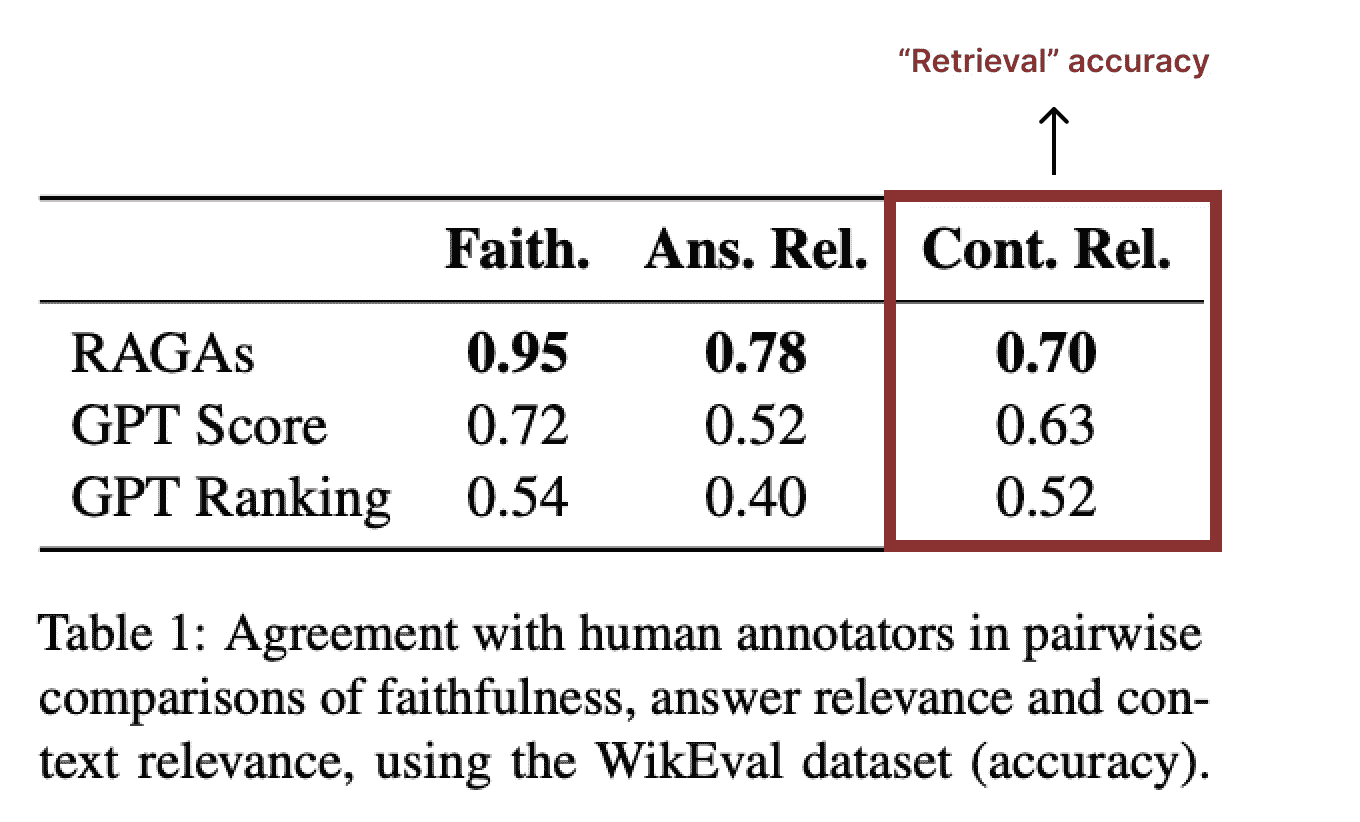 “Retrieval” accuracy
Faith. Ans. Rel. Cont. Rel.
RAGAs 0.95 0.78 0.70
GPT Score 0.72 0.52 0.63
GPT Ranking 0.54 0.40 0.52
Table 1: Agreement with human annotators in pairwise
comparisons of faithfulness, answer relevance and con-
text relevance, using the WikEval dataset (accuracy).